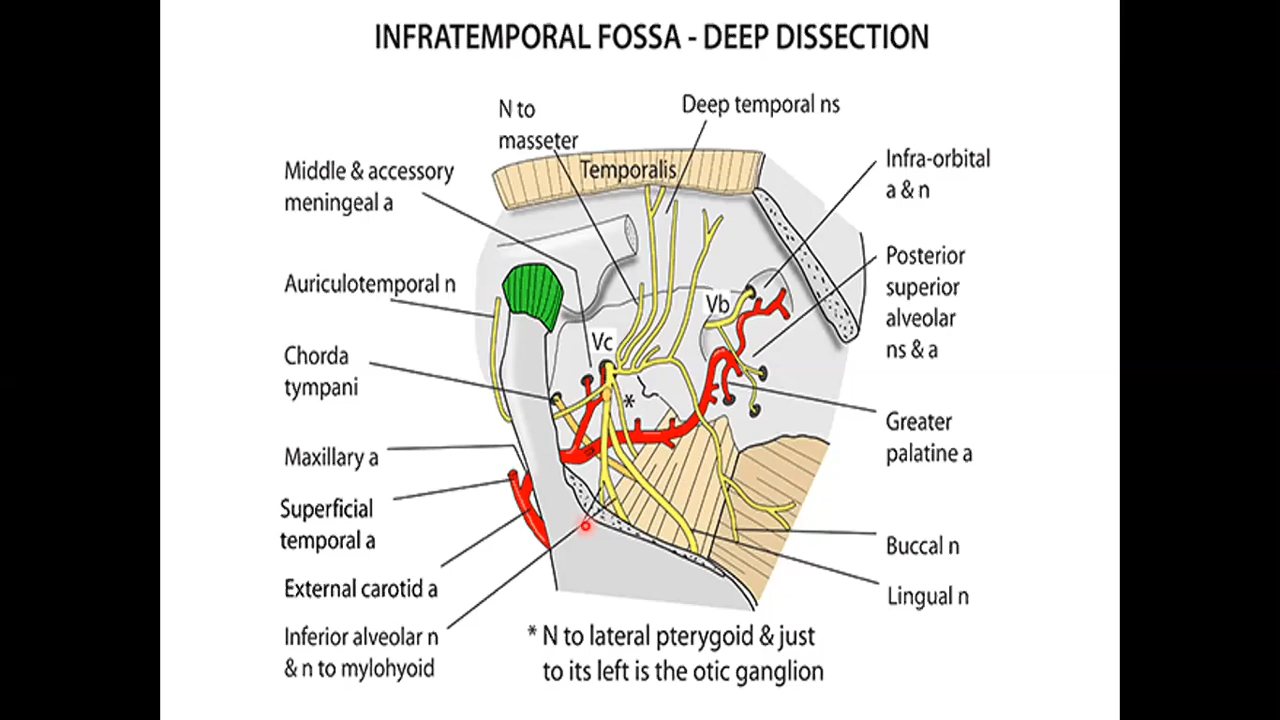 INFRATEMPORAL FOSSA - DEEP DISSECTION
N to
masseter
Deep temporal ns
Temporalis
Middle & accessory
meningeal a
Infra-orbital
a & n
Auriculotemporal n
Posterior
superior
alveolar
ns & a
Vb
Vc
Chorda
tympani
*
Greater
palatine a
Maxillary a
Superficial
temporal a
Buccal n
External carotid a
Lingual n
Inferior alveolar n
& n to mylohyoid
* N to lateral pterygoid & just
to its left is the otic ganglion